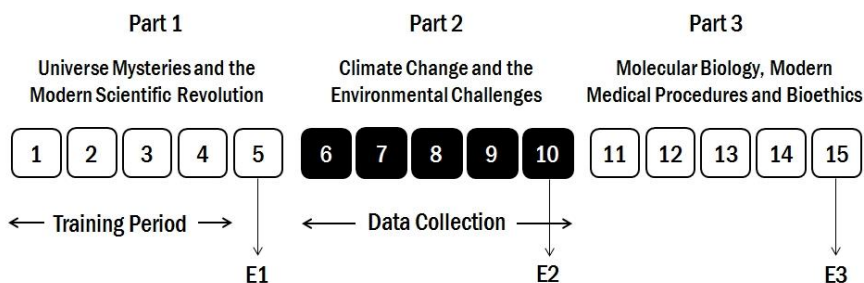 Part 1
Part 2
Part 3
Universe Mysteries and the
Modern Scientific Revolution
Climate Change and the
Environmental Challenges
Molecular Biology, Modern
Medical Procedures and Bioethics
1 2 3 4 5 6 7 8 9 10 11 12 13 14 15
Training Period
Data Collection
E1
E2
E3